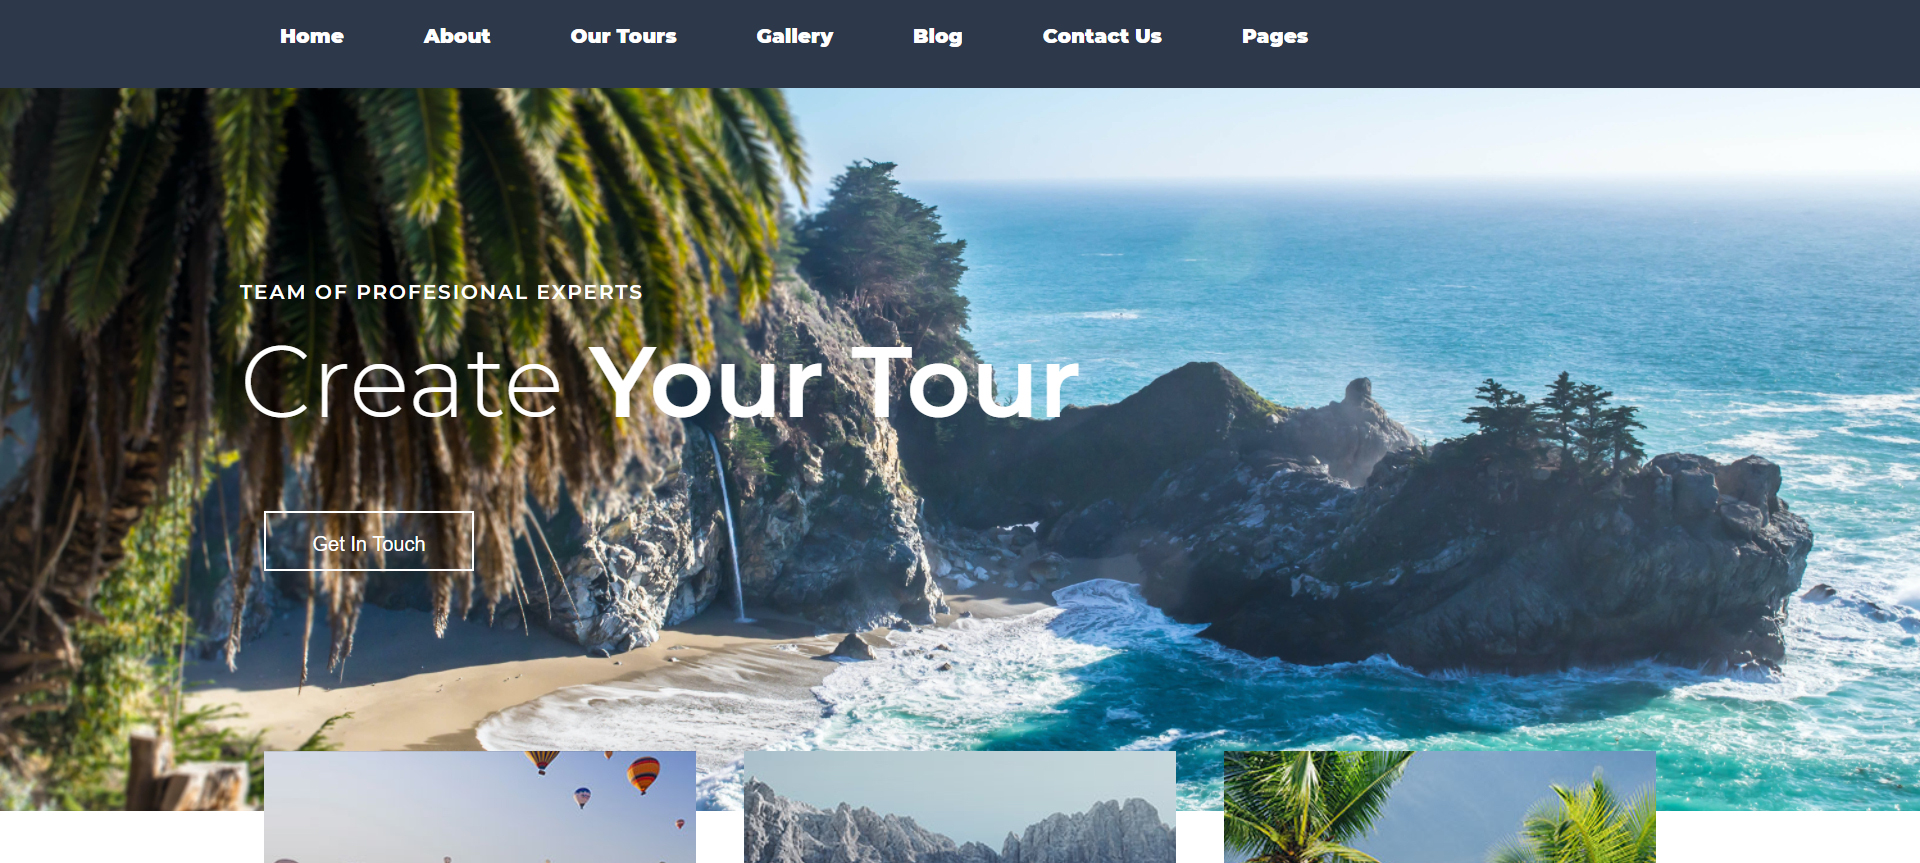 Home About Our Tours Gallery Blog Contact Us Pages
TEAM OF PROFESIONAL EXPERTS
Create Your Tour
Get In Touch